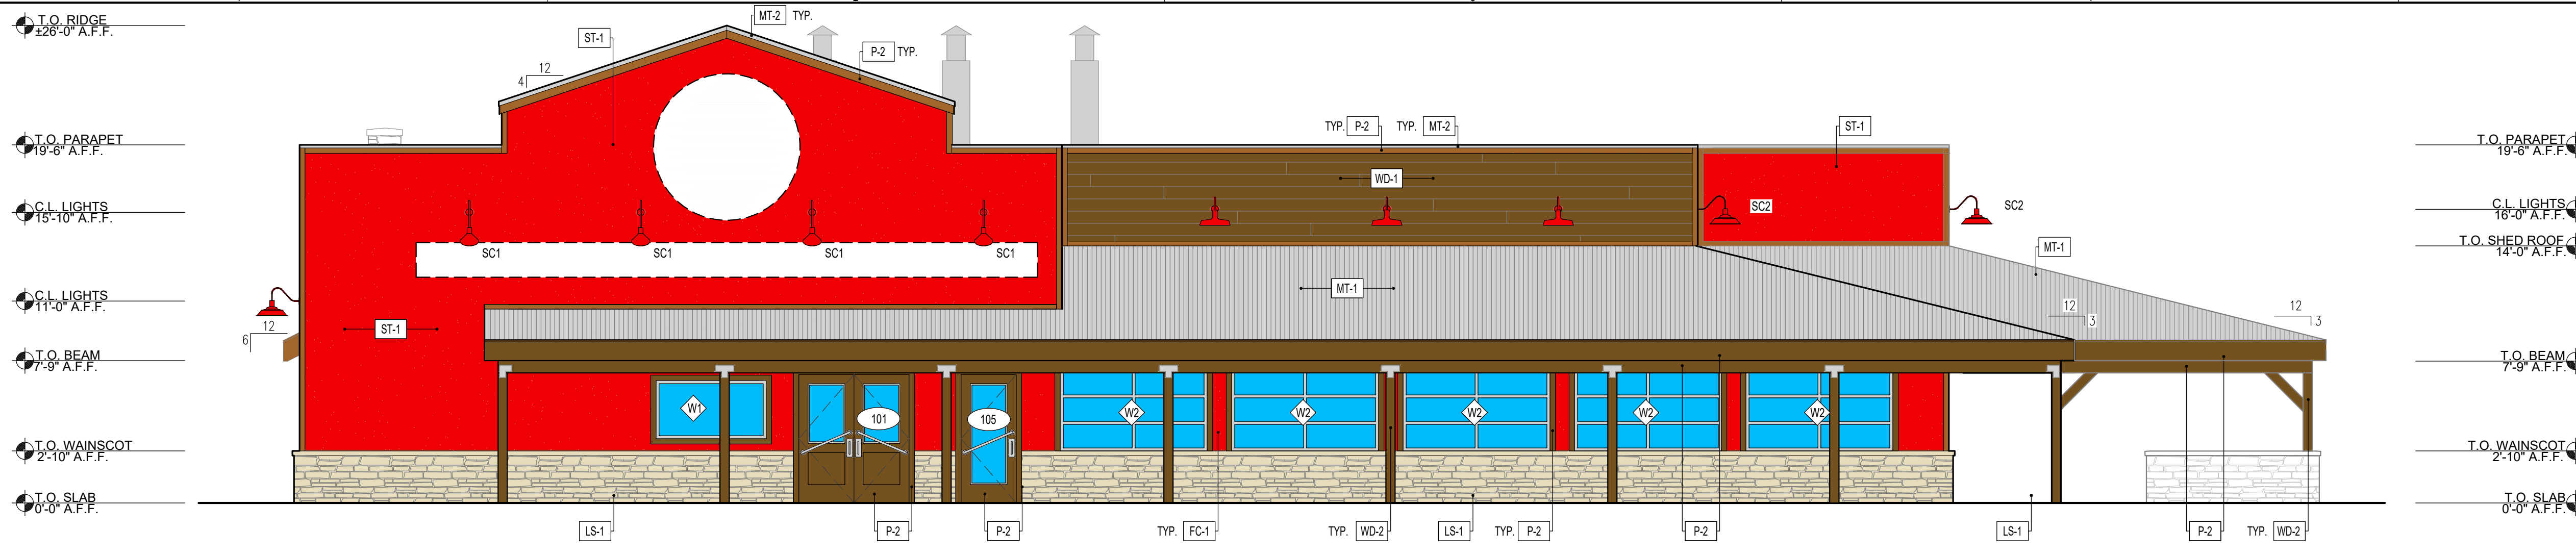 T.O. RIDGE
±26'-0" A.F.F.
T.O. PARAPET
19'-6" A.F.F.
C.L. LIGHTS
15'-10" A.F.F.
C.L. LIGHTS
11'-0" A.F.F.
T.O. BEAM
7'-9" A.F.F.
T.O. WAINSCOT
2'-10" A.F.F.
T.O. SLAB
0'-0" A.F.F.
MT-2 TYP.
ST-1
P-2 TYP.
12
4
TYP. P-2 TYP. MT-2
ST-1
WD-1
SC2
SC2
SC1 SC1 SC1 SC1
MT-1
MT-1
ST-1
12
6
12
3
12
3
W1
101
105
W2 W2 W2 W2 W2
LS-1
P-2
P-2
TYP. FC-1
TYP. WD-2
LS-1
TYP. P-2
P-2
LS-1
P-2
TYP. WD-2
T.O. PARAPET
19'-6" A.F.F.
C.L. LIGHTS
16'-0" A.F.F.
T.O. SHED ROOF
14'-0" A.F.F.
T.O. BEAM
7'-9" A.F.F.
T.O. WAINSCOT
2'-10" A.F.F.
T.O. SLAB
0'-0" A.F.F.